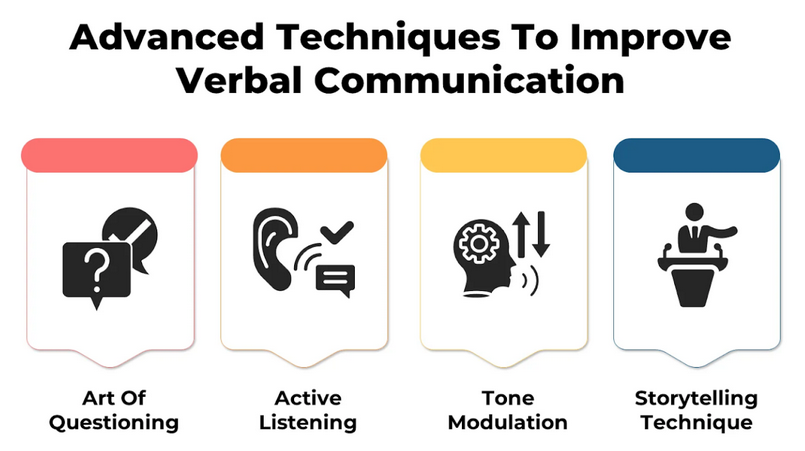 Advanced Techniques To Improve
Verbal Communication
?
Art Of
Questioning
Active
Listening
Tone
Modulation
Storytelling
Technique